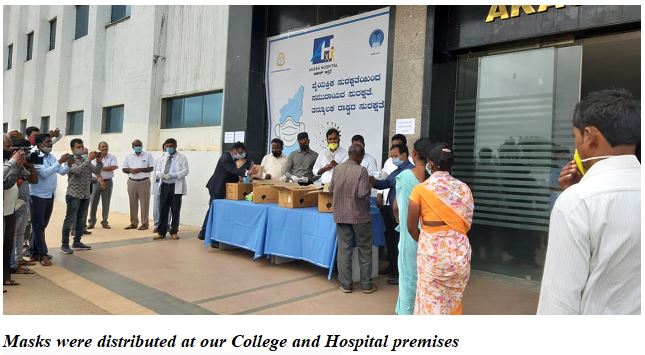 AKASH HOSPITAL
ವೈಯಕ್ತಿಕ ಸುರಕ್ಷತೆಯಿಂದ
ಸಮುದಾಯದ ಸುರಕ್ಷತೆ.
ತನ್ಮೂಲಕ ರಾಷ್ಟ್ರದ ಸುರಕ್ಷತೆ
Masks were distributed at our College and Hospital premises